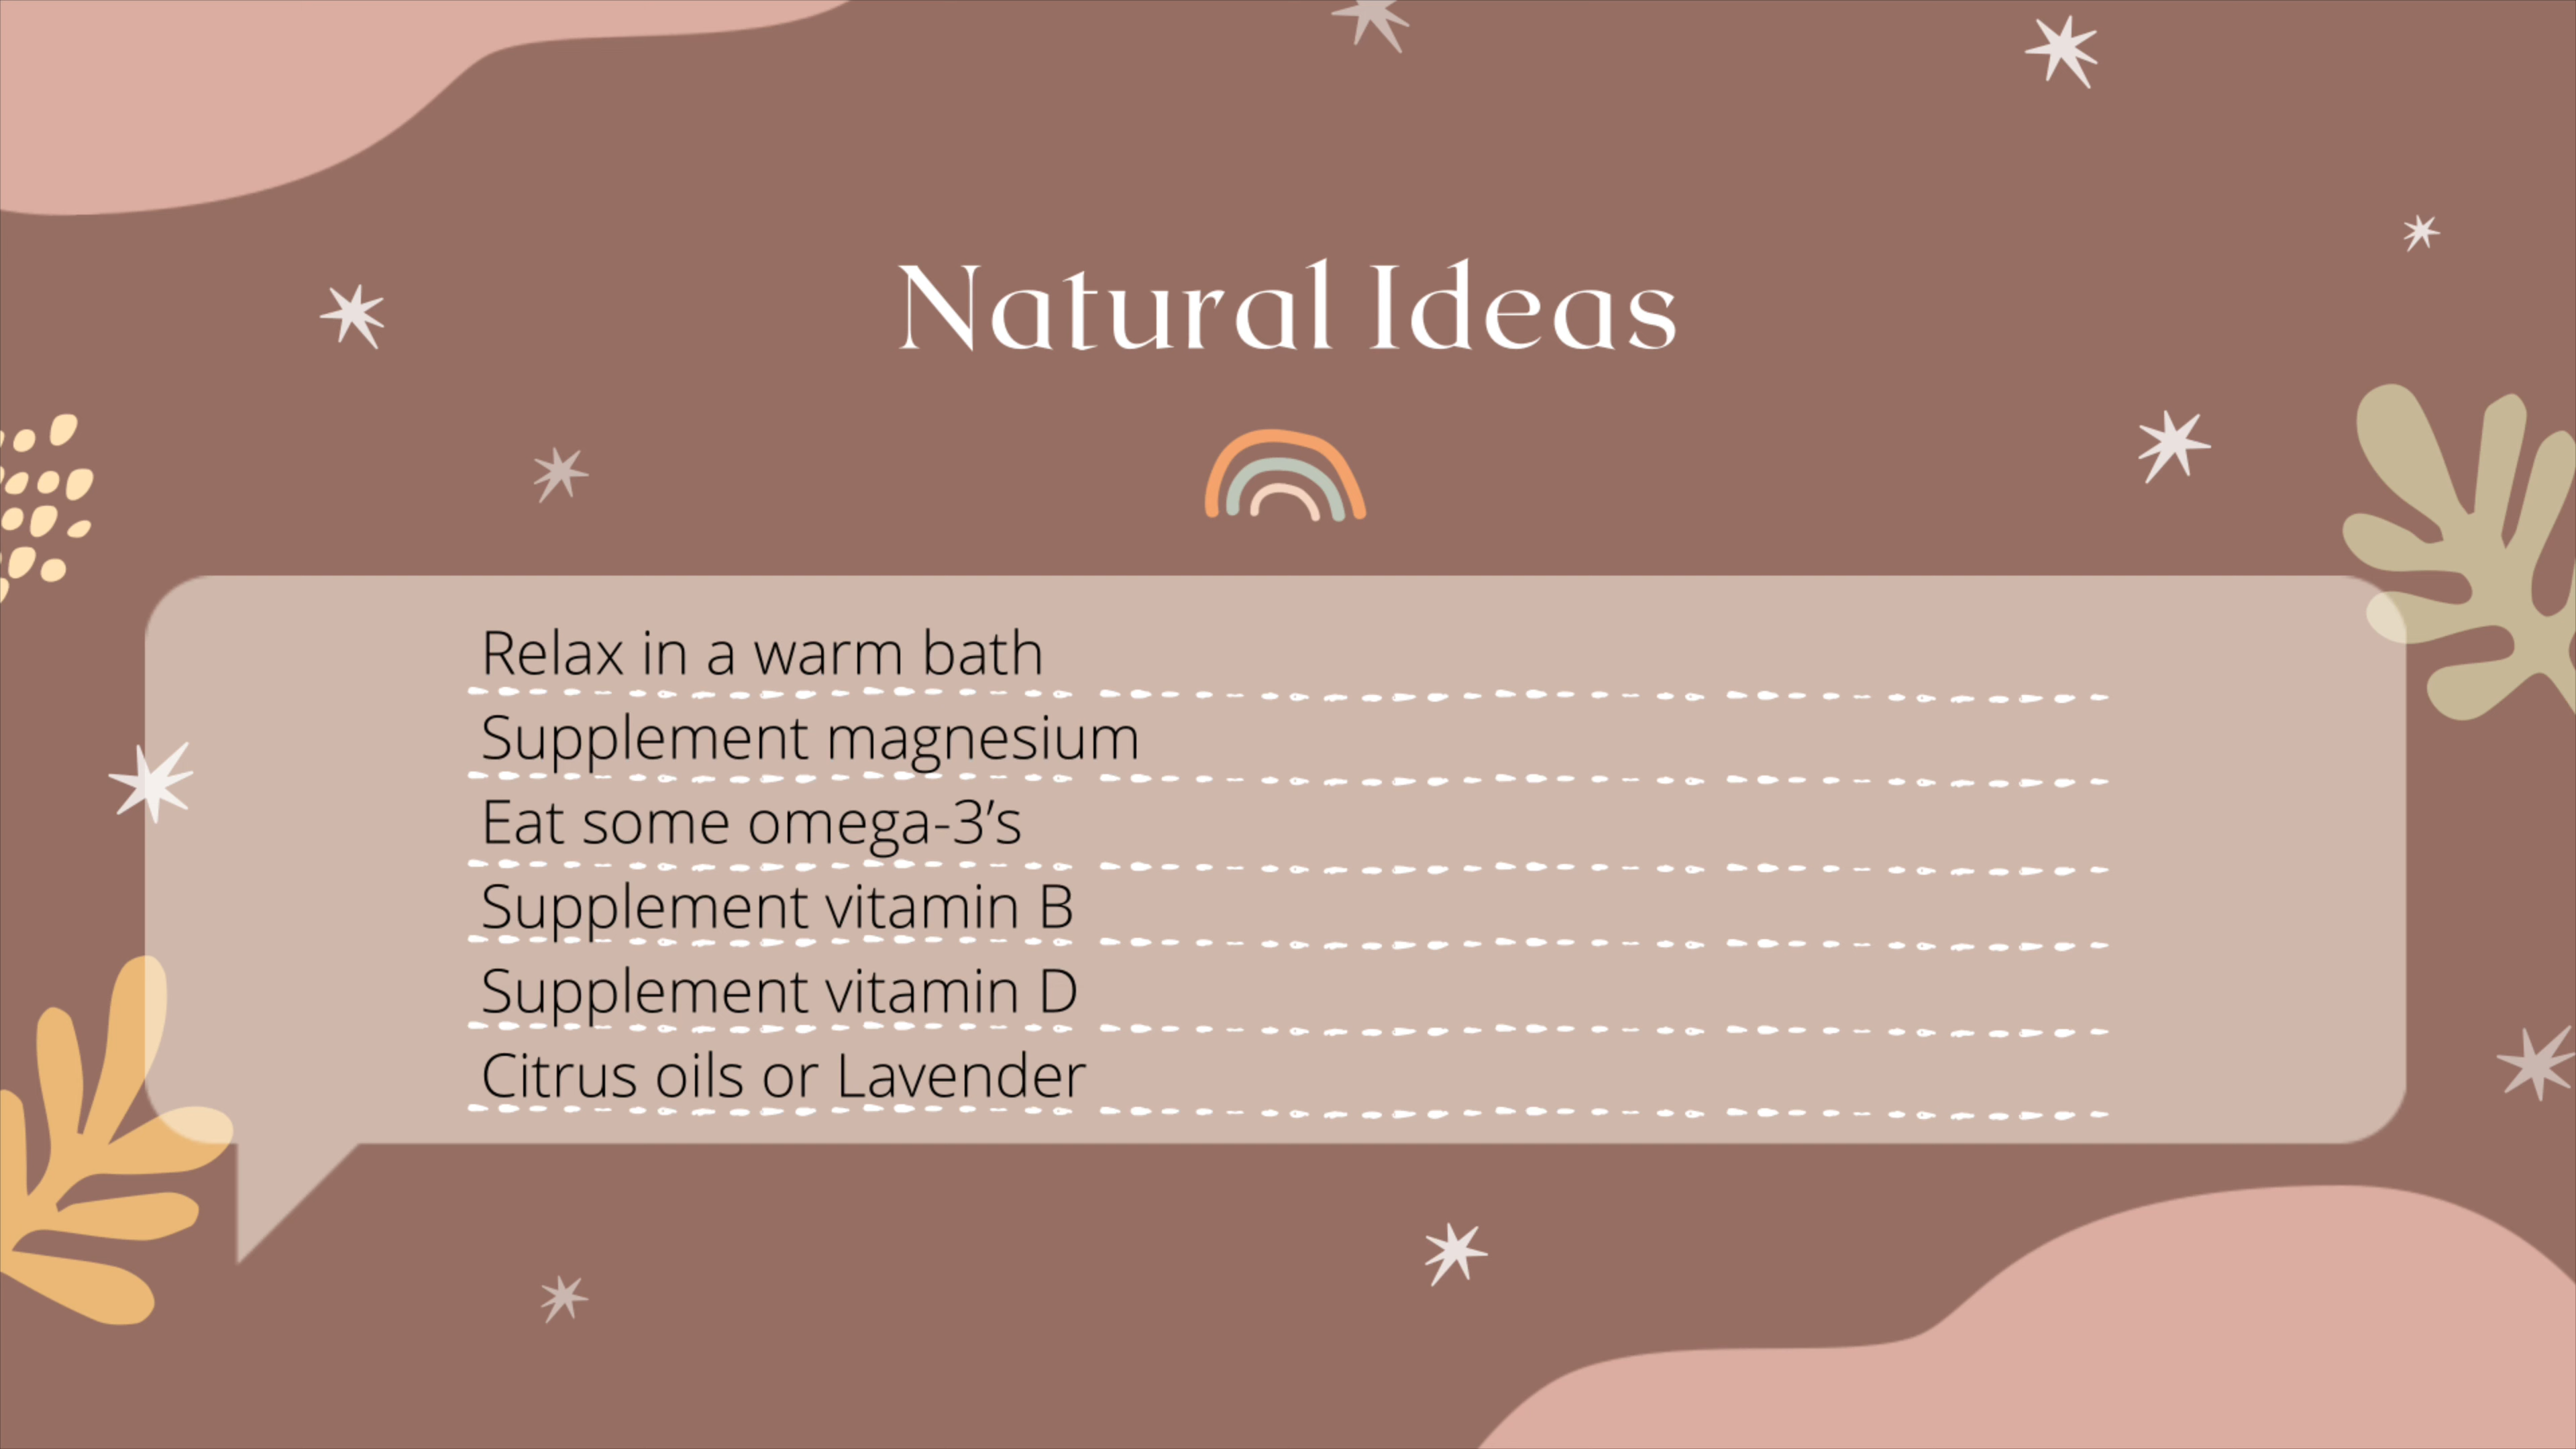 Natural Ideas
Relax in a warm bath
Supplement magnesium
Eat some omega-3’s
Supplement vitamin B
Supplement vitamin D
Citrus oils or Lavender